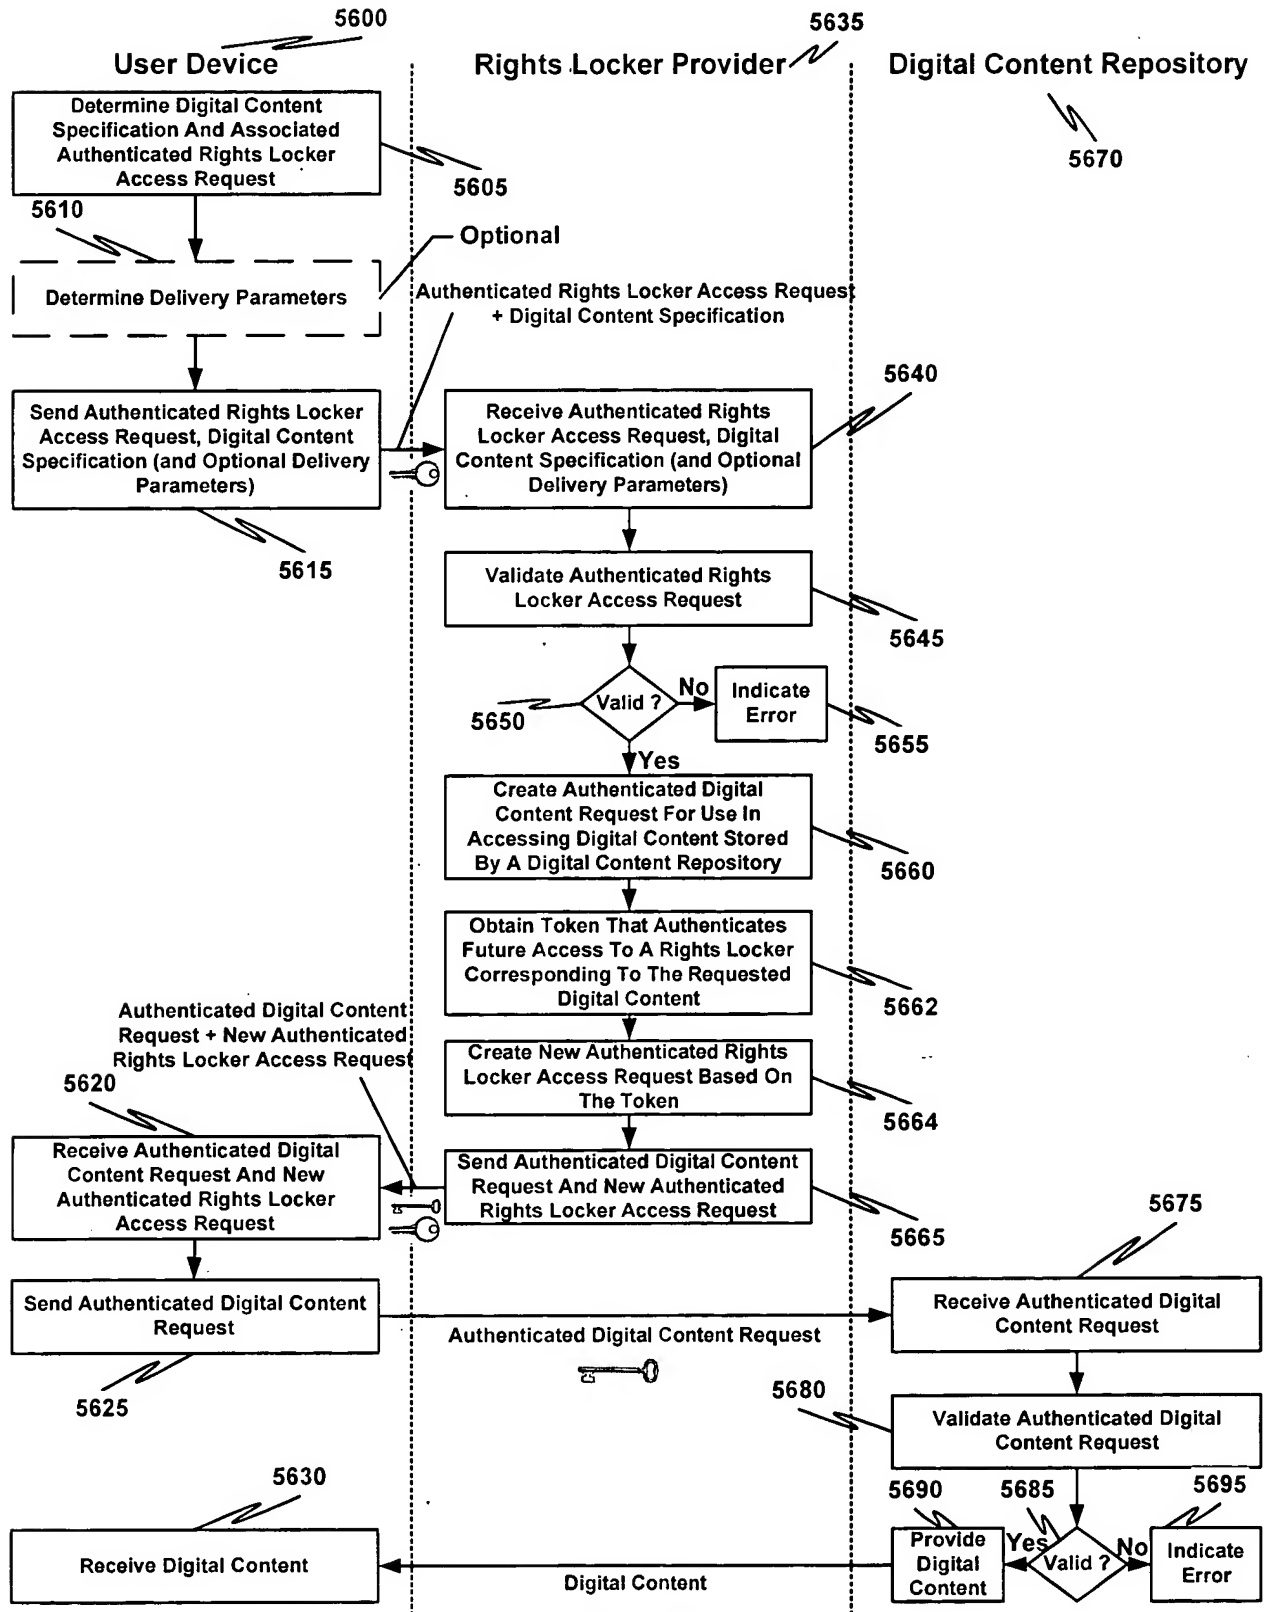 5600
5635
User Device
Rights Locker Provider
Digital Content Repository
5670
Determine Digital Content
Specification And Associated
Authenticated Rights Locker
Access Request
5605
5610
Optional
Determine Delivery Parameters
Authenticated Rights Locker Access Request
+ Digital Content Specification
5640
Send Authenticated Rights Locker
Access Request, Digital Content
Specification (and Optional Delivery
Parameters)
5615
Receive Authenticated Rights
Locker Access Request, Digital
Content Specification (and Optional
Delivery Parameters)
Validate Authenticated Rights
Locker Access Request
5645
5650
Valid ?
No
Indicate
Error
5655
Yes
Create Authenticated Digital
Content Request For Use In
Accessing Digital Content Stored
By A Digital Content Repository
5660
Obtain Token That Authenticates
Future Access To A Rights Locker
Corresponding To The Requested
Digital Content
5662
Authenticated Digital Content
Request + New Authenticated
Rights Locker Access Request
Create New Authenticated Rights
Locker Access Request Based On
The Token
5664
5620
Receive Authenticated Digital
Content Request And New
Authenticated Rights Locker
Access Request
Send Authenticated Digital Content
Request And New Authenticated
Rights Locker Access Request
5665
5675
Send Authenticated Digital Content
Request
5625
Authenticated Digital Content Request
Receive Authenticated Digital
Content Request
5680
Validate Authenticated Digital
Content Request
5630
5690
5685
5695
Receive Digital Content
Digital Content
Provide
Digital
Content
Yes
Valid ?
No
Indicate
Error